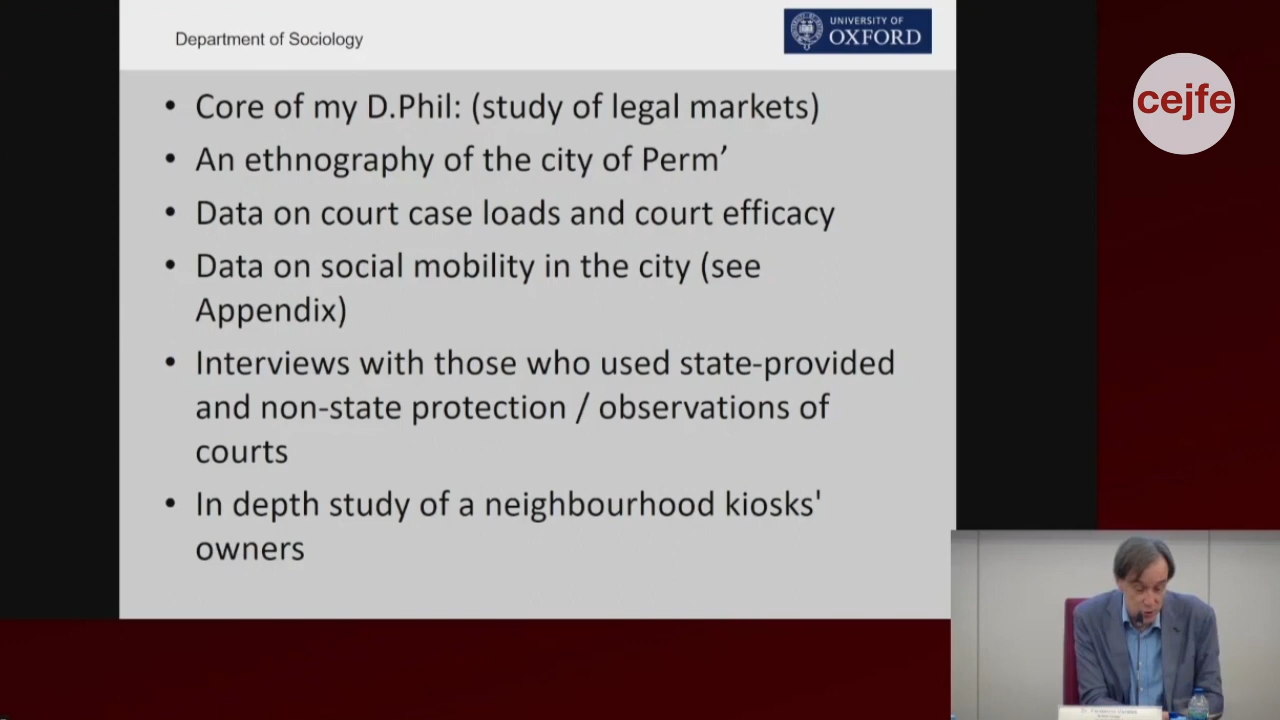 Department of Sociology
UNIVERSITY OF
OXFORD
cejfe
• Core of my D.Phil: (study of legal markets)
• An ethnography of the city of Perm’
• Data on court case loads and court efficacy
• Data on social mobility in the city (see
Appendix)
• Interviews with those who used state-provided
and non-state protection / observations of
courts
• In depth study of a neighbourhood kiosks'
owners